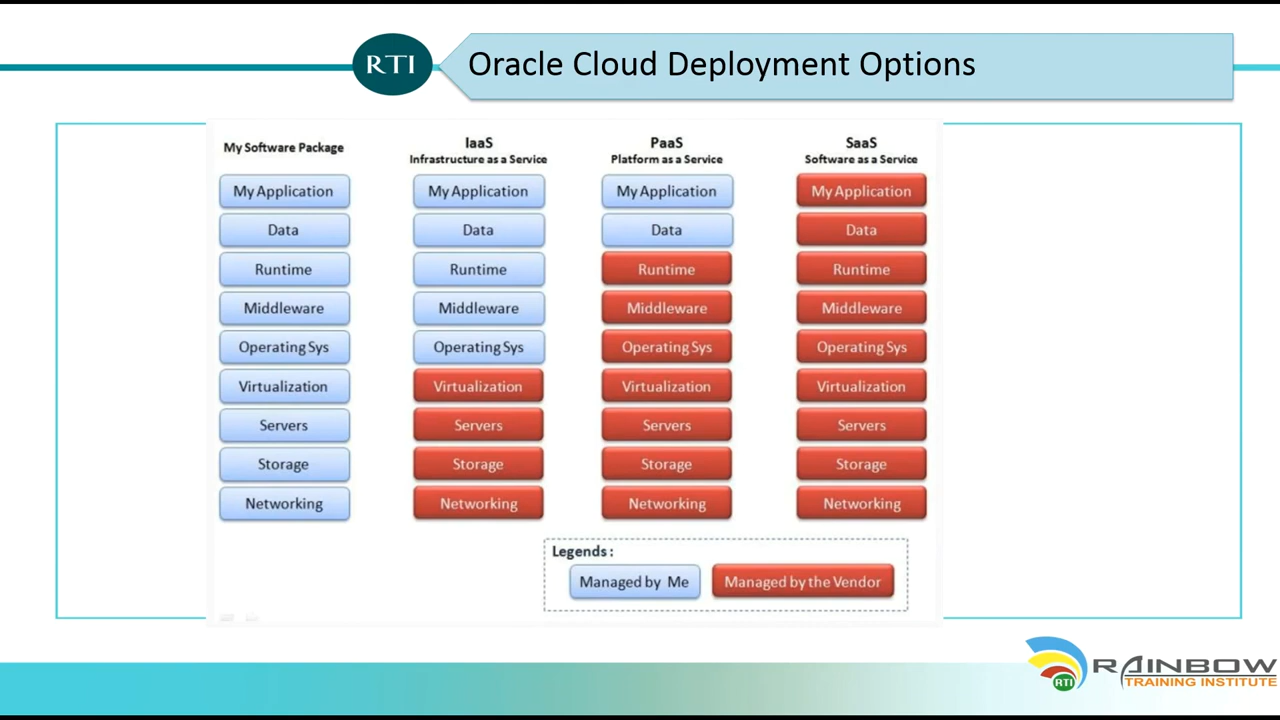 RTI
Oracle Cloud Deployment Options
My Software Package
My Application
Data
Runtime
Middleware
Operating Sys
Virtualization
Servers
Storage
Networking
IaaS
Infrastructure as a Service
My Application
Data
Runtime
Middleware
Operating Sys
Virtualization
Servers
Storage
Networking
PaaS
Platform as a Service
My Application
Data
Runtime
Middleware
Operating Sys
Virtualization
Servers
Storage
Networking
SaaS
Software as a Service
My Application
Data
Runtime
Middleware
Operating Sys
Virtualization
Servers
Storage
Networking
Legends :
Managed by Me
Managed by the Vendor
RTI
RAINBOW
TRAINING INSTITUTE